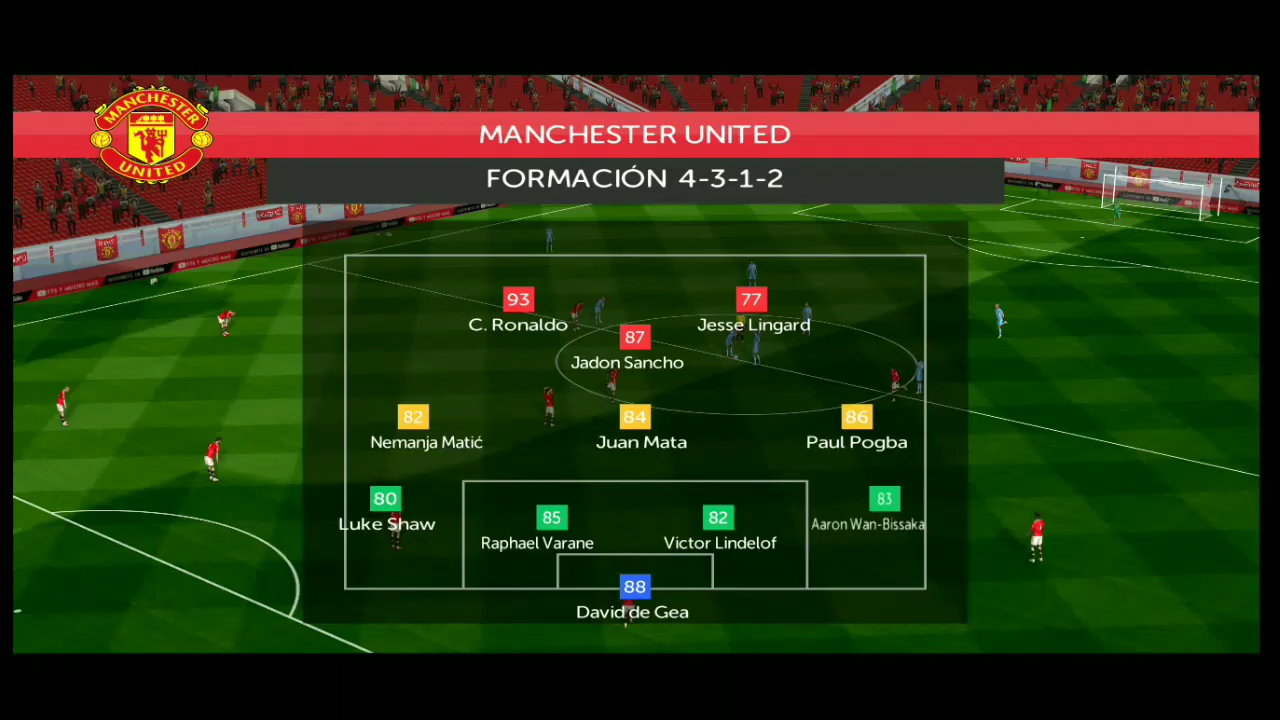 MANCHESTER
UNITED
MANCHESTER UNITED
FORMACIÓN 4-3-1-2
93
C. Ronaldo
77
Jesse Lingard
87
Jadon Sancho
82
Nemanja Matić
84
Juan Mata
86
Paul Pogba
80
Luke Shaw
85
Raphael Varane
82
Victor Lindelof
83
Aaron Wan-Bissaka
88
David de Gea